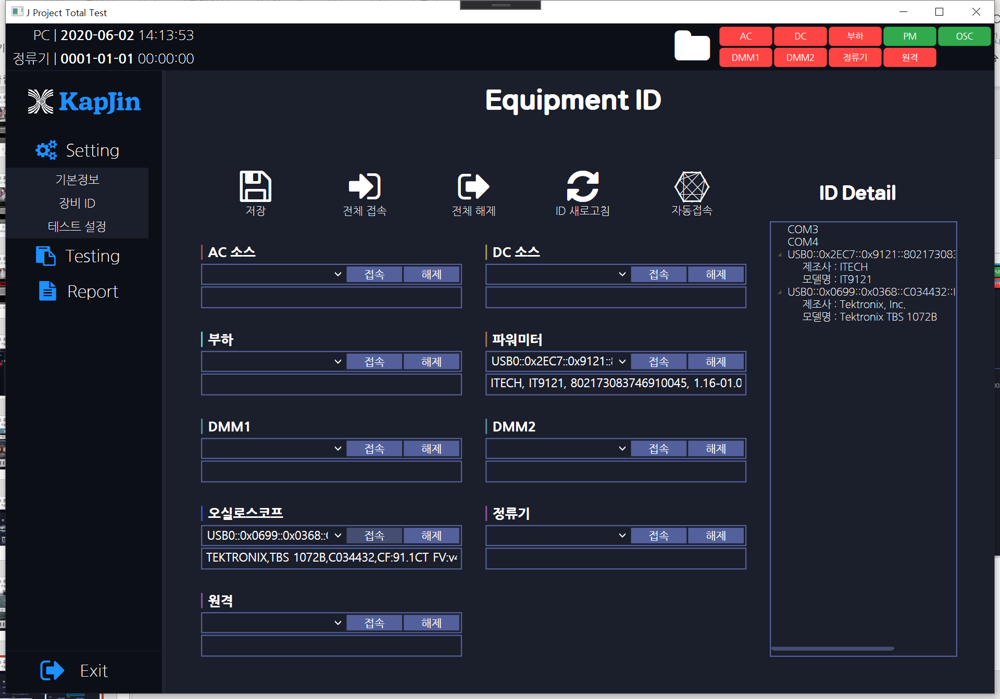 J Project Total Test
PC | 2020-06-02 14:13:53
정류기 | 0001-01-01 00:00:00
AC DC 부하 PM OSC
DMM1 DMM2 정류기 원격
KapJin
Setting
기본정보
장비 ID
테스트 설정
Testing
Report
Exit
Equipment ID
저장 전체 접속 전체 해제 ID 새로고침 자동접속
AC 소스
접속 해제
DC 소스
접속 해제
부하
접속 해제
파워미터
USB0::0x2EC7::0x9121:: 접속 해제
ITECH, IT9121, 802173083746910045, 1.16-01.0
DMM1
접속 해제
DMM2
접속 해제
오실로스코프
USB0::0x0699::0x0368:: 접속 해제
TEKTRONIX,TBS 1072B,C034432,CF:91.1CT FV:v
정류기
접속 해제
원격
접속 해제
ID Detail
COM3
COM4
USB0::0x2EC7::0x9121::80217308
제조사 : ITECH
모델명 : IT9121
USB0::0x0699::0x0368::C034432::
제조사 : Tektronix, Inc.
모델명 : Tektronix TBS 1072B